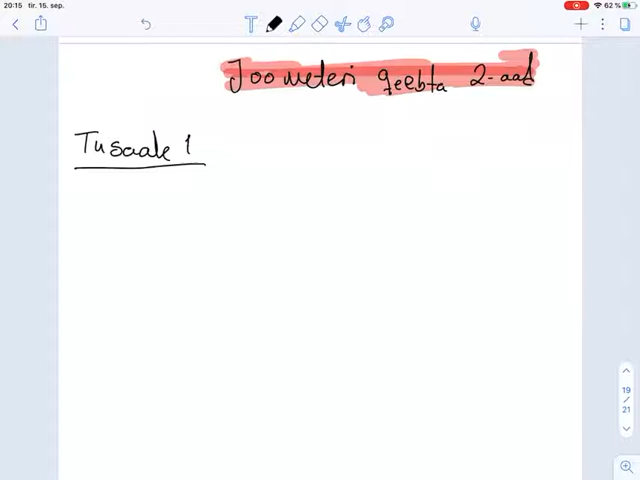 20:15 tir. 15. sep.
62 %
Joometeri qeebta 2-aad
Tusaale 1
19
/
21